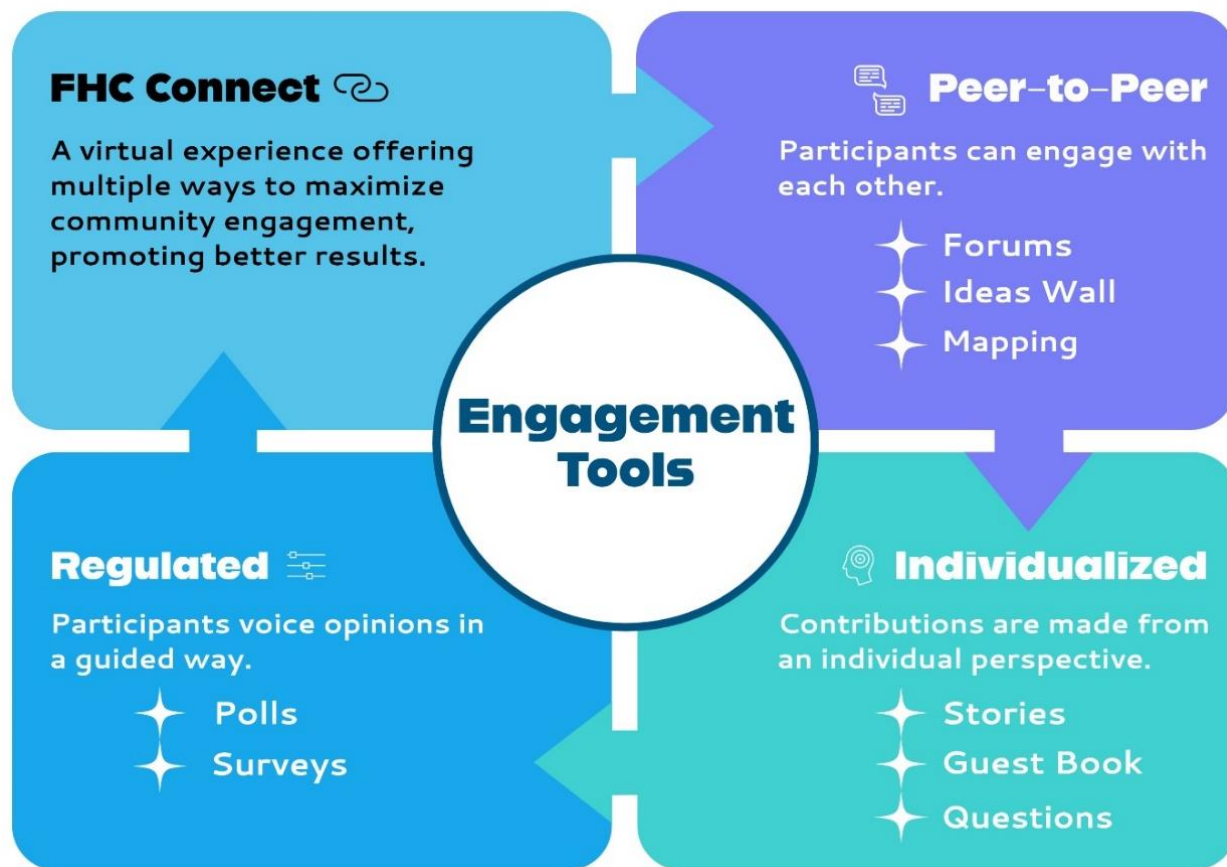 FHC Connect
A virtual experience offering
multiple ways to maximize
community engagement,
promoting better results.
Peer-to-Peer
Participants can engage with
each other.
Forums
Ideas Wall
Mapping
Engagement
Tools
Regulated
Participants voice opinions in
a guided way.
Polls
Surveys
Individualized
Contributions are made from
an individual perspective.
Stories
Guest Book
Questions